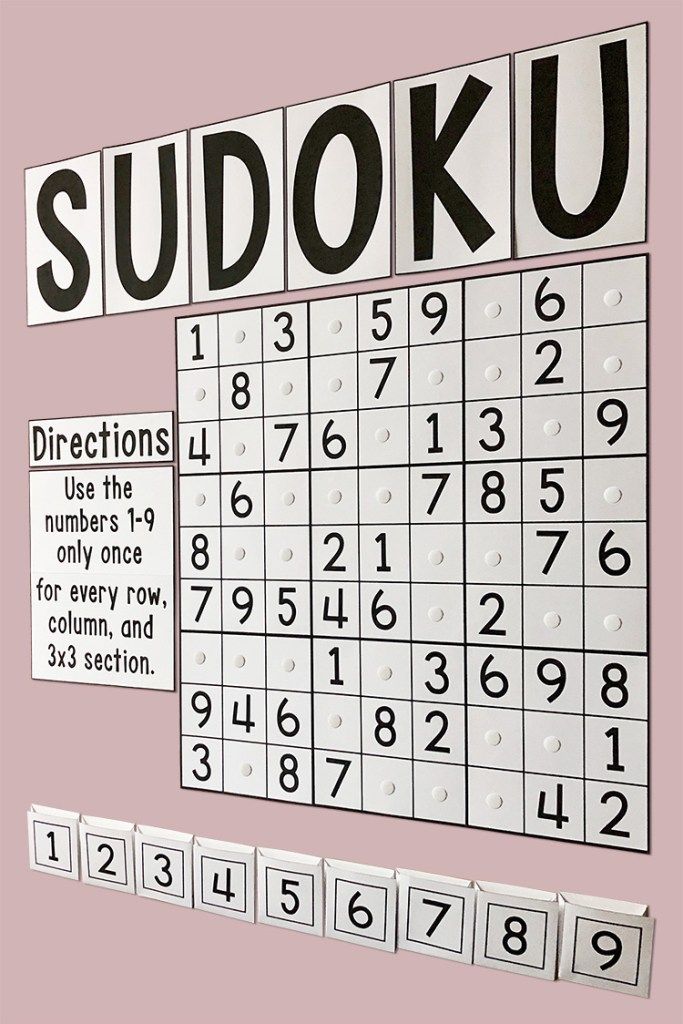 SUDOKU
1 3 5 9 6
8 7 2
Directions
4 7 6 1 3 9
Use the
numbers 1-9
only once
for every row,
column, and
3x3 section.
6 7 8 5
8 2 1 7 6
7 9 5 4 6 2
1 3 6 9 8
9 4 6 8 2 1
3 8 7 4 2
1 2 3 4 5 6 7 8 9